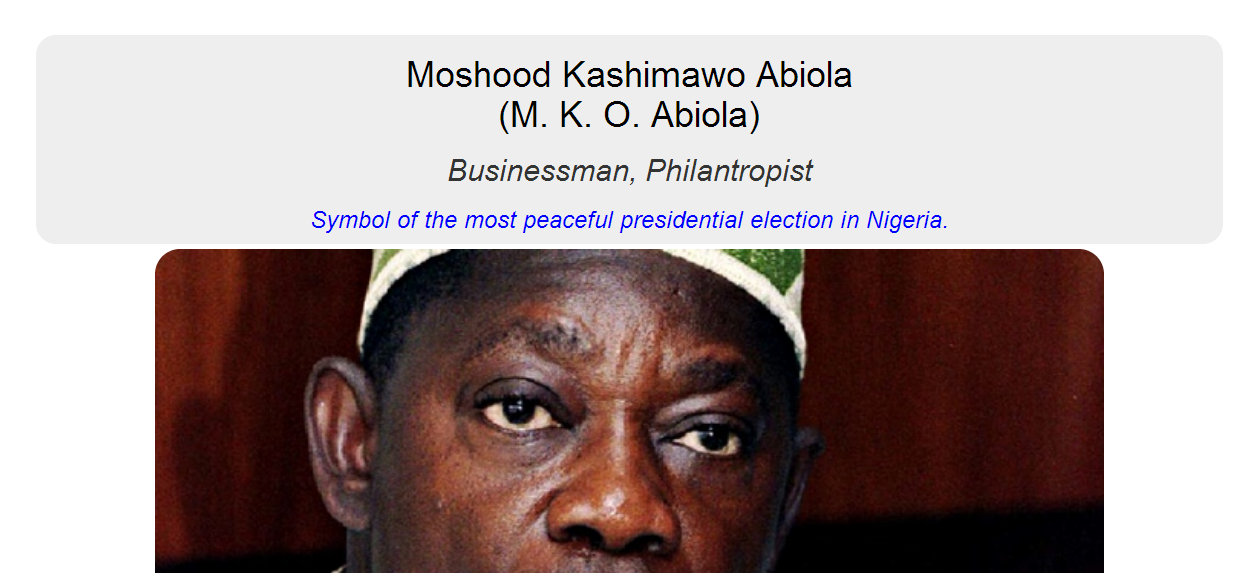 Moshood Kashimawo Abiola
(M. K. O. Abiola)
Businessman, Philantropist
Symbol of the most peaceful presidential election in Nigeria.